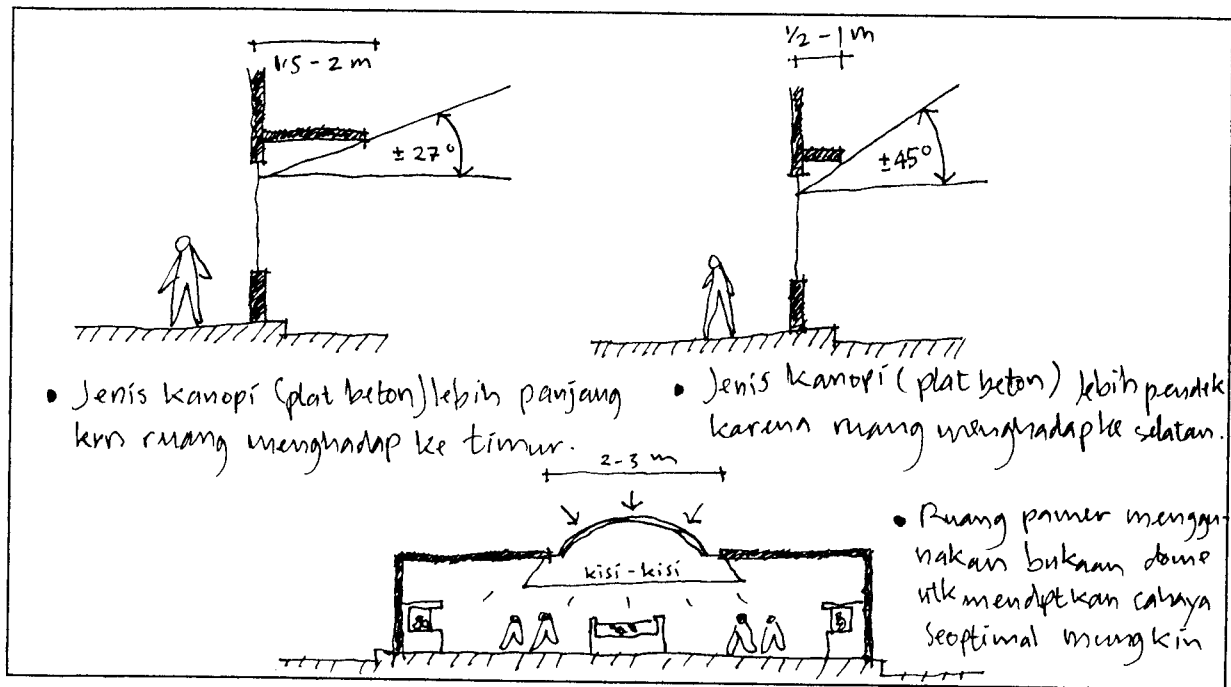 1.5 - 2 m
± 27°
1/2 - 1 m
± 45°
• Jenis kanopi (plat beton) lebih panjang
krn ruang menghadap ke timur.
• Jenis kanopi (plat beton) lebih pendek
karena ruang menghadap ke selatan.
2-3 m
kisi-kisi
• Ruang pamer menggu-
nakan bukaan dome
utk mendptkan cahaya
seoptimal mungkin